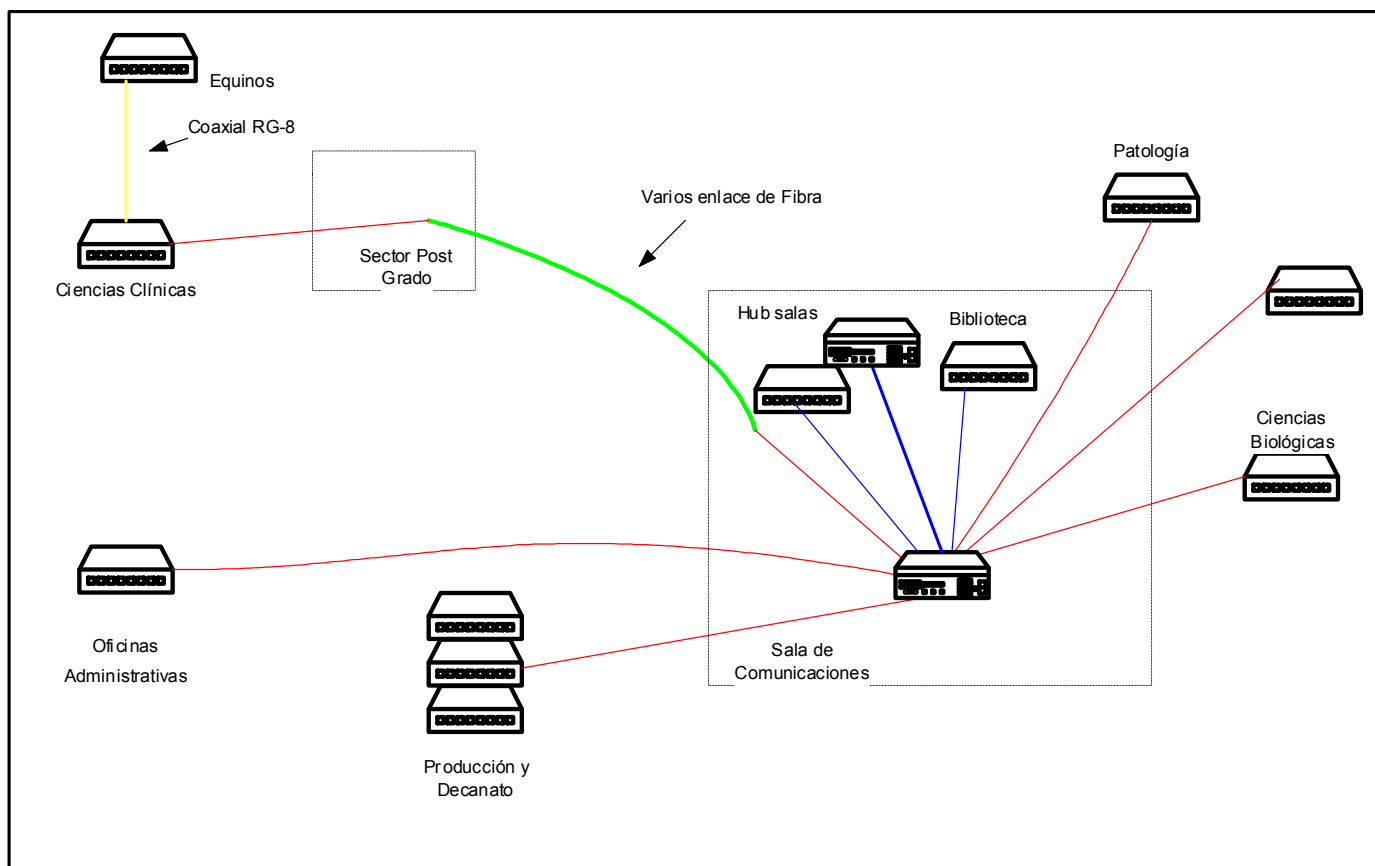 Equinos
Coaxial RG-8
Patología
Varios enlace de Fibra
Sector Post
Grado
Ciencias Clínicas
Hub salas
Biblioteca
Ciencias
Biológicas
Oficinas
Administrativas
Sala de
Comunicaciones
Producción y
Decanato